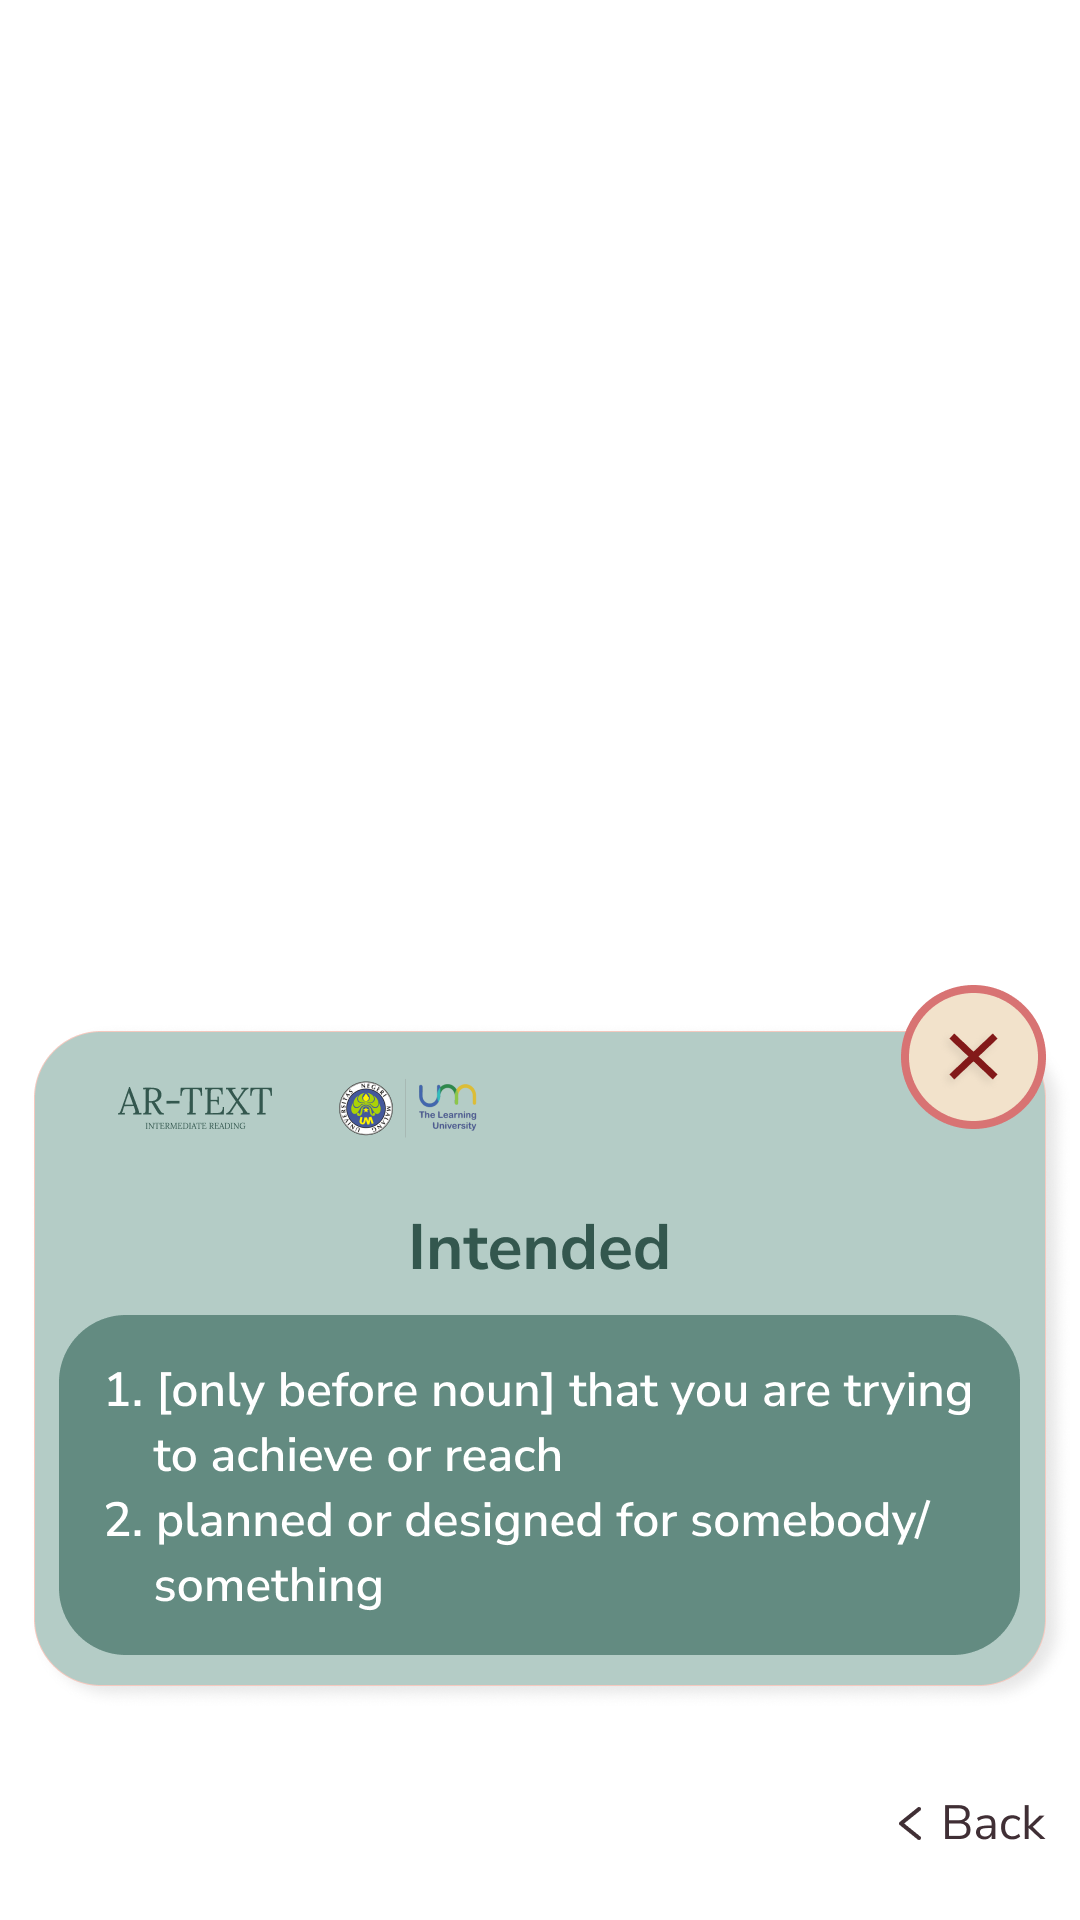 AR-TEXT
INTERMEDIATE READING
UNIVERSITAS NEGERI MALANG
UM
um
The Learning
University
Intended
1. [only before noun] that you are trying
to achieve or reach
2. planned or designed for somebody/
something
Back